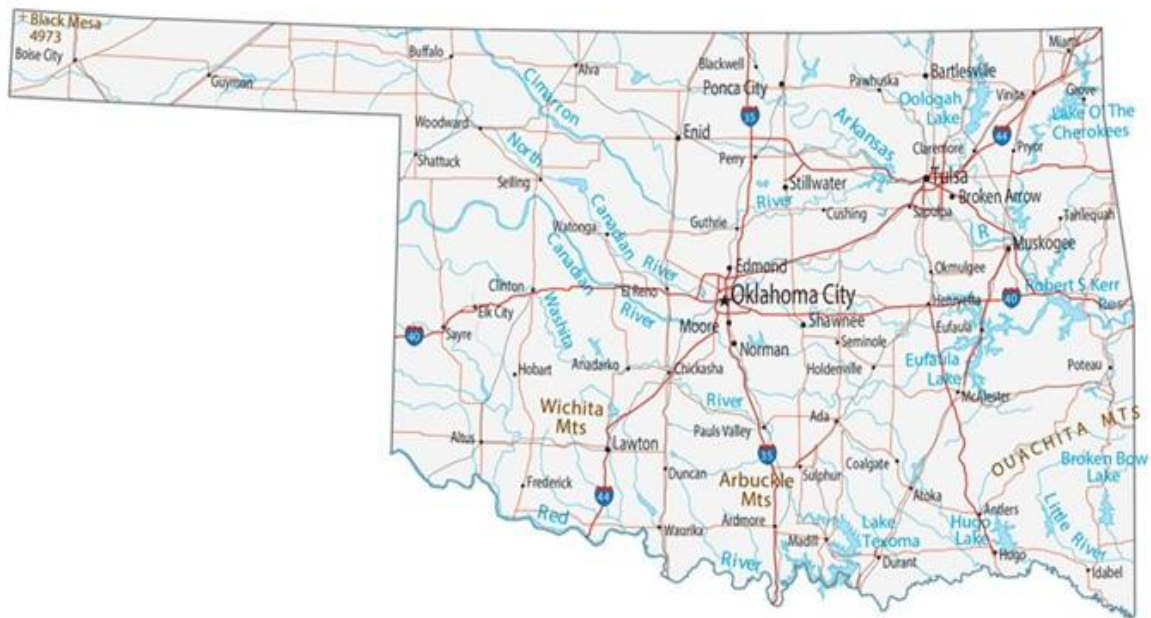 Black Mesa
4973
Boise City
Guymon
Buffalo
Alva
Blackwell
Ponca City
Pawhuska
Bartlesville
Miami
Vinita
Grove
Oologah
Lake
Lake O' The
Cherokees
Cimarron
Woodward
Enid
35
Arkansas
44
Claremore
Pryor
Shattuck
North
Perry
Tulsa
Seiling
Stillwater
River
Broken Arrow
Cushing
Sapulpa
Tahlequah
Canadian
Watonga
Guthrie
R
Muskogee
Canadian
River
Edmond
Okmulgee
Clinton
El Reno
Oklahoma City
Henryetta
40
Robert S Kerr
Res
Elk City
Washita
River
Moore
Shawnee
Eufaula
40
Sayre
Norman
Seminole
Hobart
Anadarko
Chickasha
Holdenville
Eufaula
Lake
Poteau
McAlester
Wichita
Mts
River
Ada
Pauls Valley
OUACHITA MTS
Altus
Lawton
35
Coalgate
Broken Bow
Lake
Frederick
44
Duncan
Arbuckle
Mts
Sulphur
Atoka
Antlers
Red
Waurika
Ardmore
Madill
Lake
Texoma
Hugo
Lake
Little River
River
Durant
Hogo
Idabel